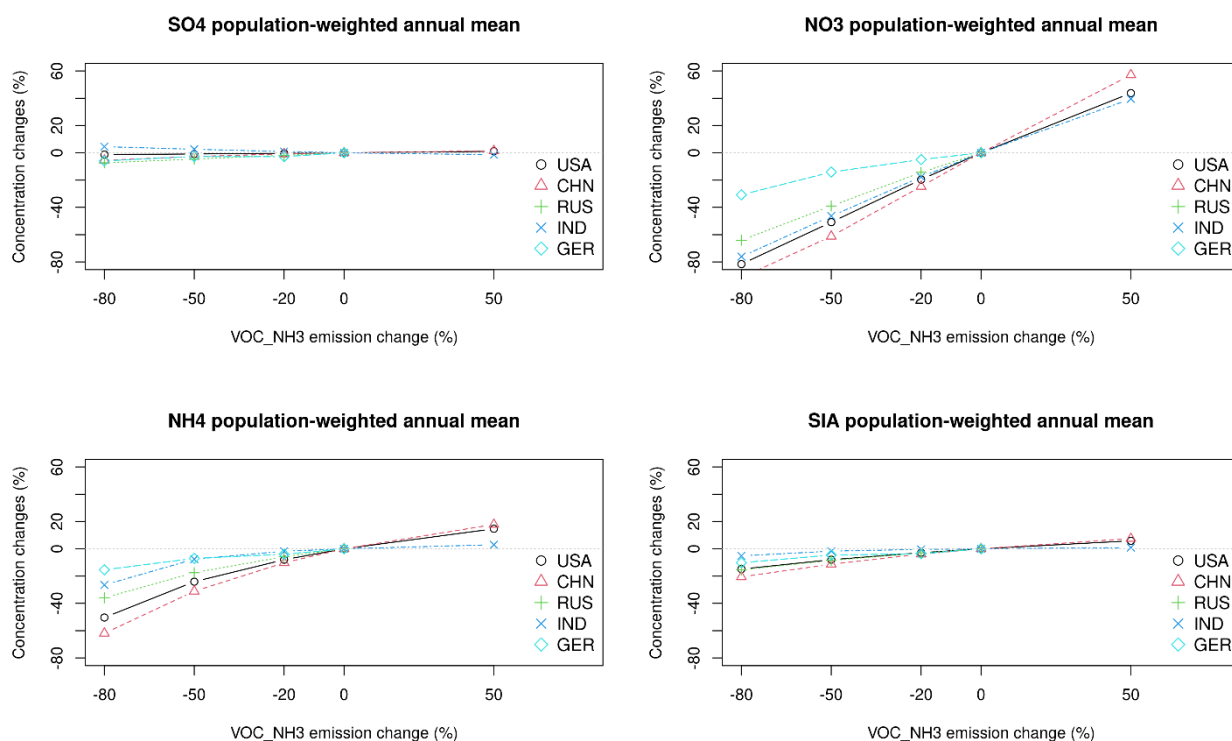 SO4 population-weighted annual mean
Concentration changes (%)
60
20
0
-40
-80
-80 -50 -20 0 50
VOC_NH3 emission change (%)
USA
CHN
RUS
IND
GER
NO3 population-weighted annual mean
Concentration changes (%)
60
20
0
-40
-80
-80 -50 -20 0 50
VOC_NH3 emission change (%)
USA
CHN
RUS
IND
GER
NH4 population-weighted annual mean
Concentration changes (%)
60
20
0
-40
-80
-80 -50 -20 0 50
VOC_NH3 emission change (%)
USA
CHN
RUS
IND
GER
SIA population-weighted annual mean
Concentration changes (%)
60
20
0
-40
-80
-80 -50 -20 0 50
VOC_NH3 emission change (%)
USA
CHN
RUS
IND
GER